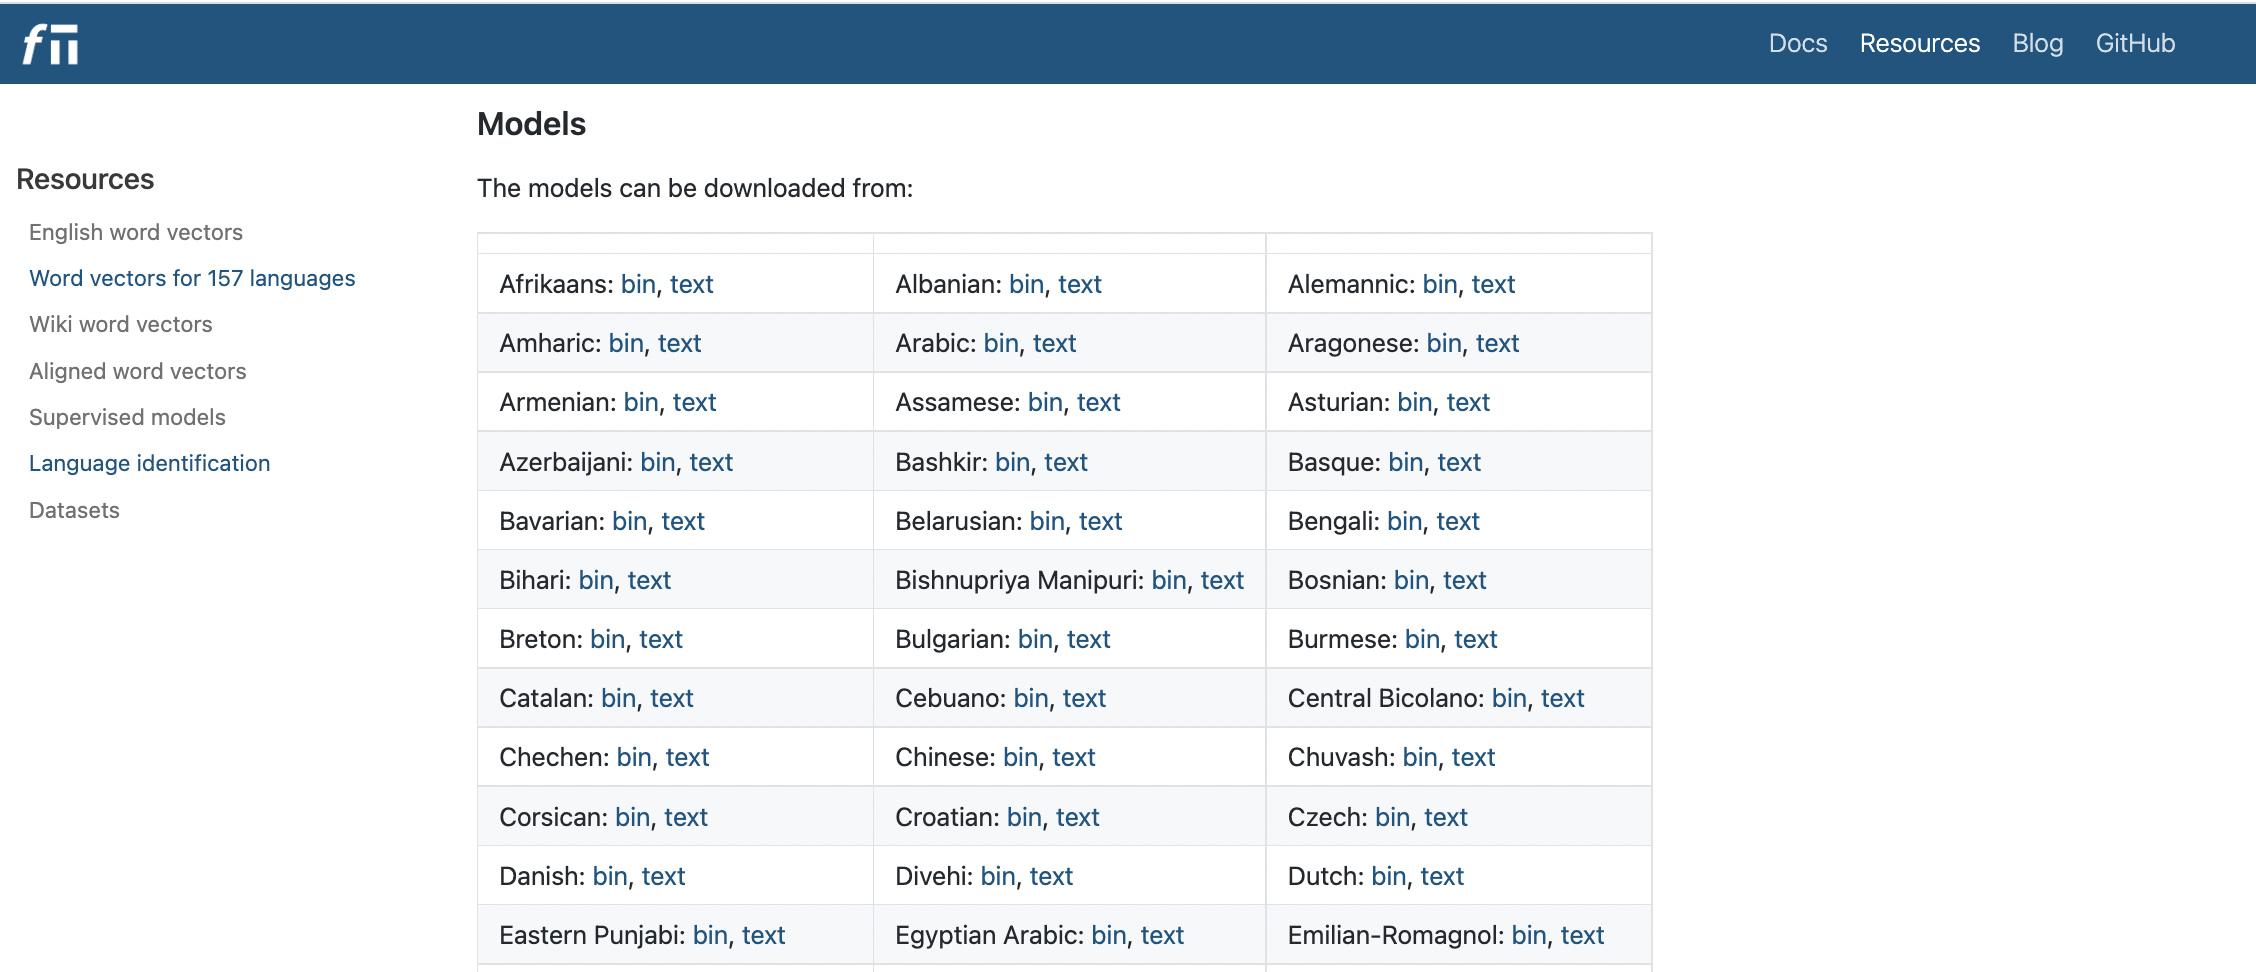 Docs Resources Blog GitHub
Resources
English word vectors
Word vectors for 157 languages
Wiki word vectors
Aligned word vectors
Supervised models
Language identification
Datasets
Models
The models can be downloaded from:
Afrikaans: bin, text Albanian: bin, text Alemannic: bin, text
Amharic: bin, text Arabic: bin, text Aragonese: bin, text
Armenian: bin, text Assamese: bin, text Asturian: bin, text
Azerbaijani: bin, text Bashkir: bin, text Basque: bin, text
Bavarian: bin, text Belarusian: bin, text Bengali: bin, text
Bihari: bin, text Bishnupriya Manipuri: bin, text Bosnian: bin, text
Breton: bin, text Bulgarian: bin, text Burmese: bin, text
Catalan: bin, text Cebuano: bin, text Central Bicolano: bin, text
Chechen: bin, text Chinese: bin, text Chuvash: bin, text
Corsican: bin, text Croatian: bin, text Czech: bin, text
Danish: bin, text Divehi: bin, text Dutch: bin, text
Eastern Punjabi: bin, text Egyptian Arabic: bin, text Emilian-Romagnol: bin, text